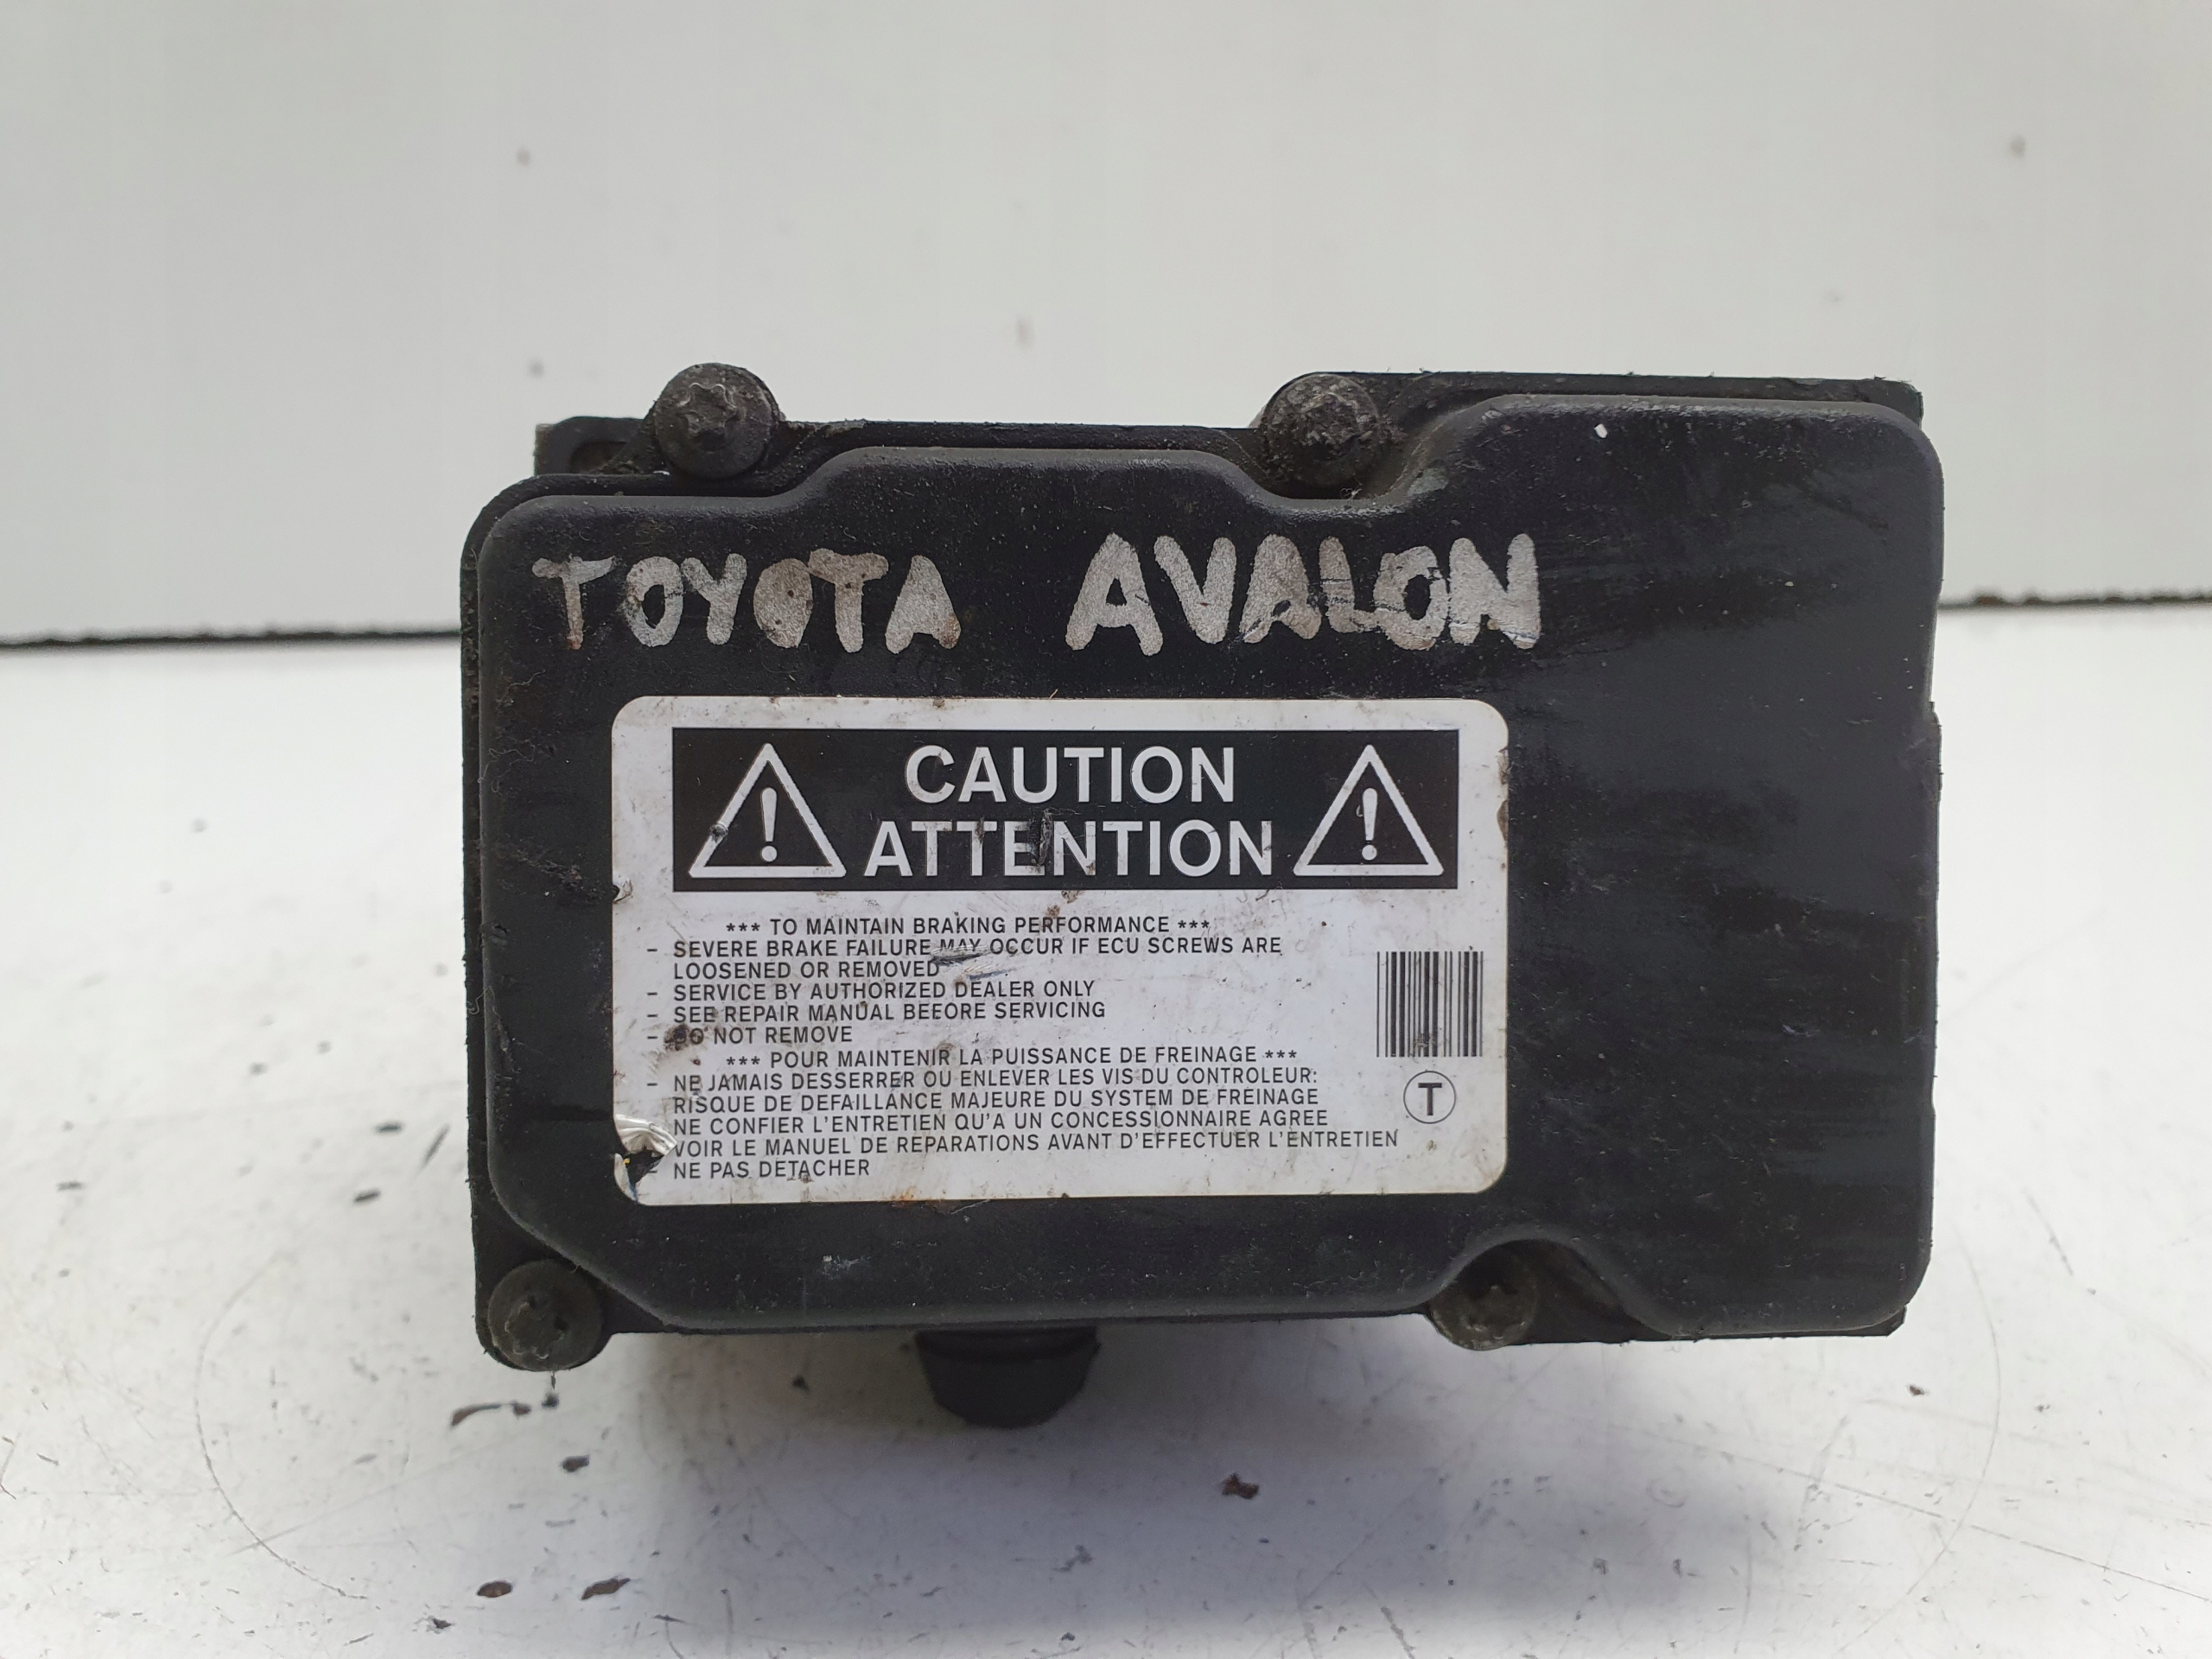 TOYOTA AVALON
CAUTION
ATTENTION
*** TO MAINTAIN BRAKING PERFORMANCE ***
- SEVERE BRAKE FAILURE MAY OCCUR IF ECU SCREWS ARE
LOOSENED OR REMOVED
- SERVICE BY AUTHORIZED DEALER ONLY
- SEE REPAIR MANUAL BEFORE SERVICING
- DO NOT REMOVE
*** POUR MAINTENIR LA PUISSANCE DE FREINAGE ***
- NE JAMAIS DESSERRER OU ENLEVER LES VIS DU CONTROLEUR:
RISQUE DE DEFAILLANCE MAJEURE DU SYSTEM DE FREINAGE
NE CONFIER L'ENTRETIEN QU'A UN CONCESSIONNAIRE AGREE
VOIR LE MANUEL DE REPARATIONS AVANT D'EFFECTUER L'ENTRETIEN
NE PAS DETACHER
T